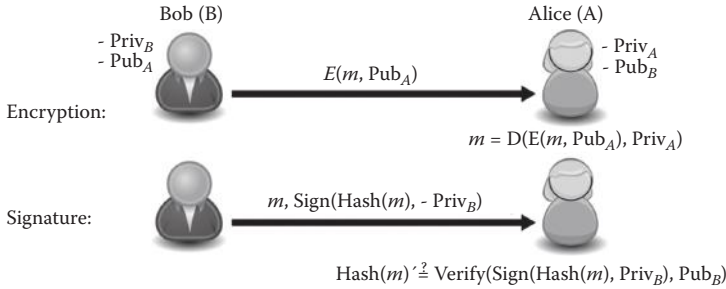 Bob (B) Alice (A)
- Priv_B - Priv_A
- Pub_A - Pub_B
E(m, Pub_A)
Encryption:
m = D(E(m, Pub_A), Priv_A)
m, Sign(Hash(m), - Priv_B)
Signature:
Hash(m)´ ≟ Verify(Sign(Hash(m), Priv_B), Pub_B)